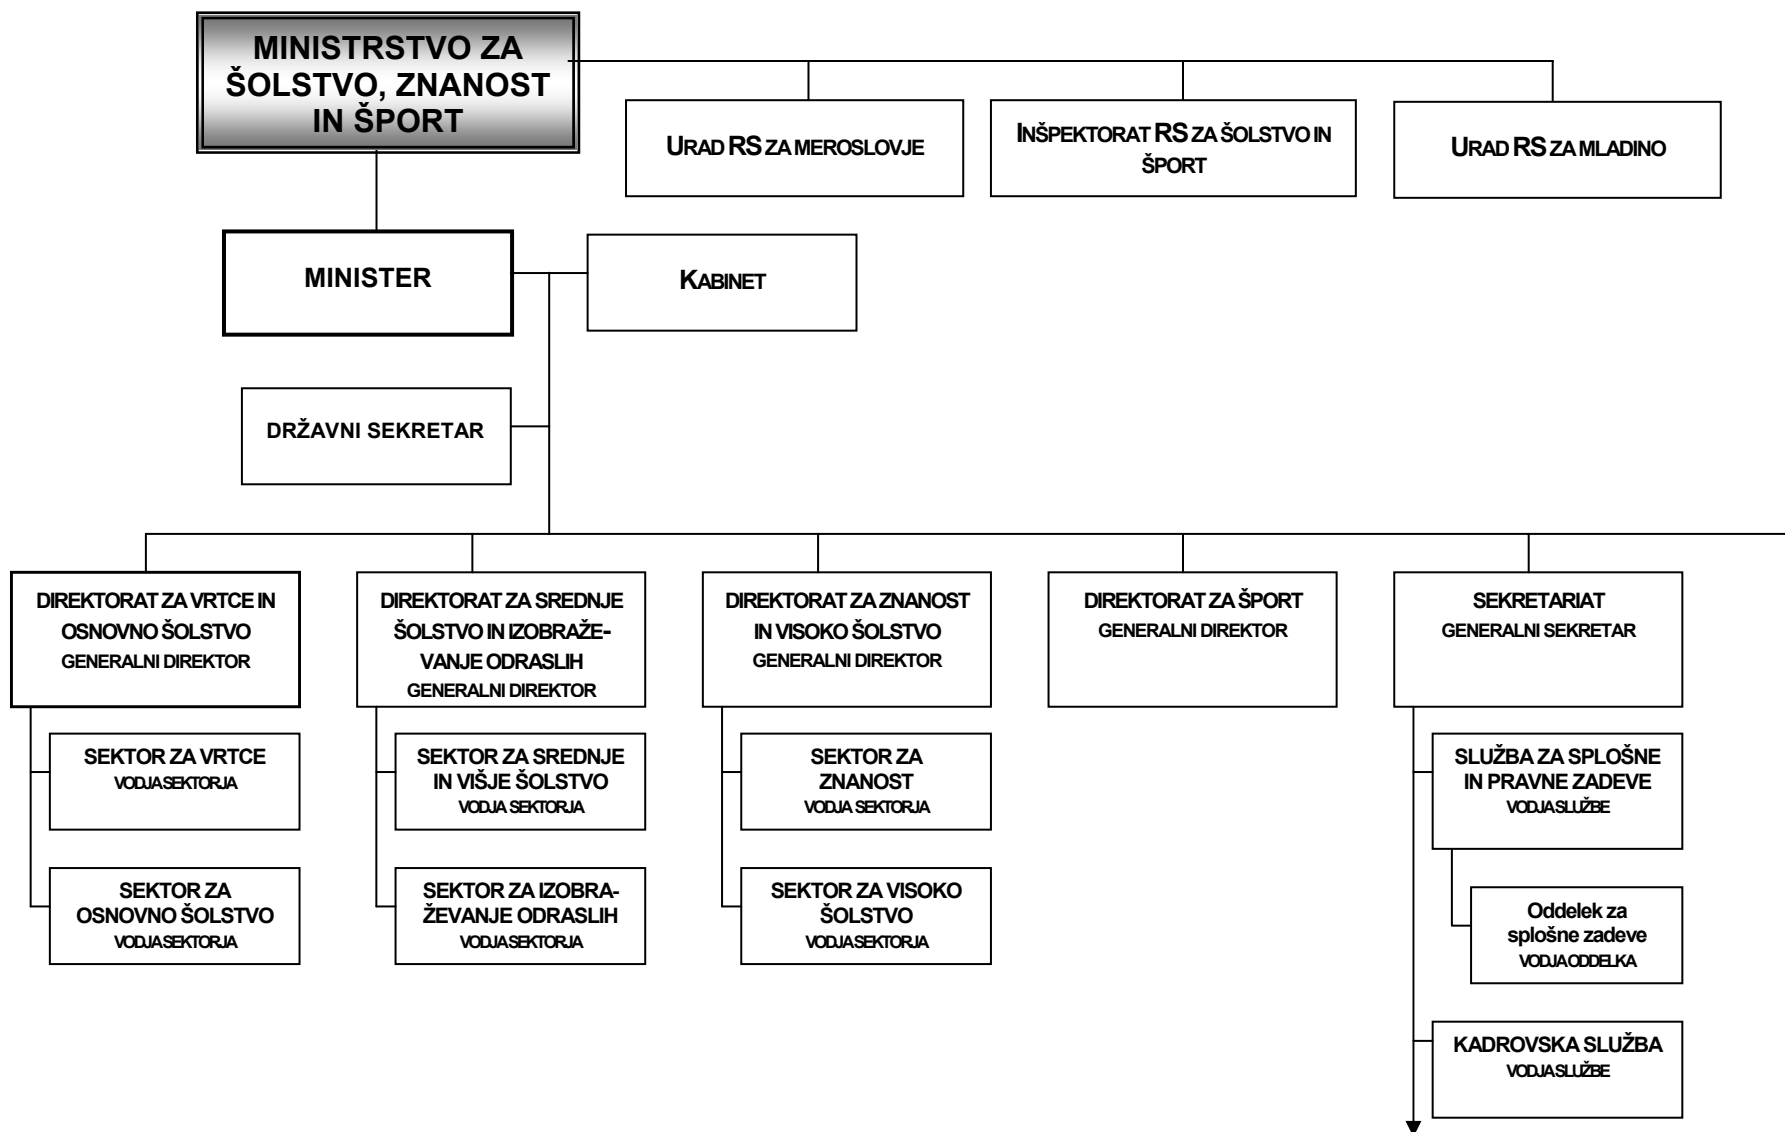 MINISTRSTVO ZA
ŠOLSTVO, ZNANOST
IN ŠPORT
URAD RS ZA MEROSLOVJE
INŠPEKTORAT RS ZA ŠOLSTVO IN
ŠPORT
URAD RS ZA MLADINO
MINISTER
KABINET
DRŽAVNI SEKRETAR
DIREKTORAT ZA VRTCE IN
OSNOVNO ŠOLSTVO
GENERALNI DIREKTOR
DIREKTORAT ZA SREDNJE
ŠOLSTVO IN IZOBRAŽE-
VANJE ODRASLIH
GENERALNI DIREKTOR
DIREKTORAT ZA ZNANOST
IN VISOKO ŠOLSTVO
GENERALNI DIREKTOR
DIREKTORAT ZA ŠPORT
GENERALNI DIREKTOR
SEKRETARIAT
GENERALNI SEKRETAR
SEKTOR ZA VRTCE
VODJA SEKTORJA
SEKTOR ZA SREDNJE
IN VIŠJE ŠOLSTVO
VODJA SEKTORJA
SEKTOR ZA
ZNANOST
VODJA SEKTORJA
SLUŽBA ZA SPLOŠNE
IN PRAVNE ZADEVE
VODJA SLUŽBE
SEKTOR ZA
OSNOVNO ŠOLSTVO
VODJA SEKTORJA
SEKTOR ZA IZOBRA-
ŽEVANJE ODRASLIH
VODJA SEKTORJA
SEKTOR ZA VISOKO
ŠOLSTVO
VODJA SEKTORJA
Oddelek za
splošne zadeve
VODJA ODDELKA
KADROVSKA SLUŽBA
VODJA SLUŽBE